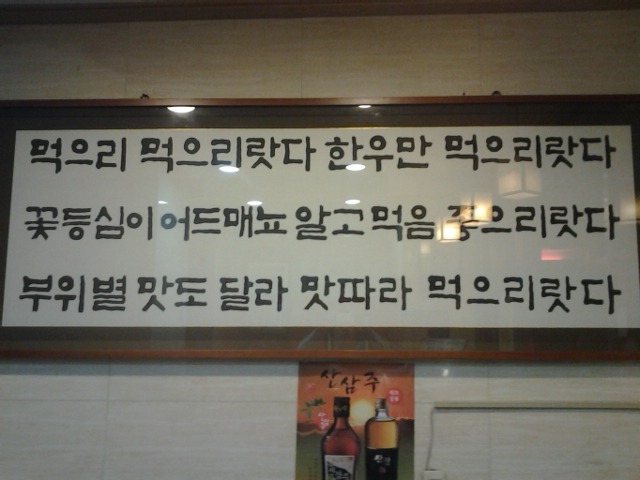 먹으리 먹으리랏다 한우만 먹으리랏다
꽃등심이 어드매뇨 알고 먹음 좋으리랏다
부위별 맛도 달라 맛따라 먹으리랏다
산삼주